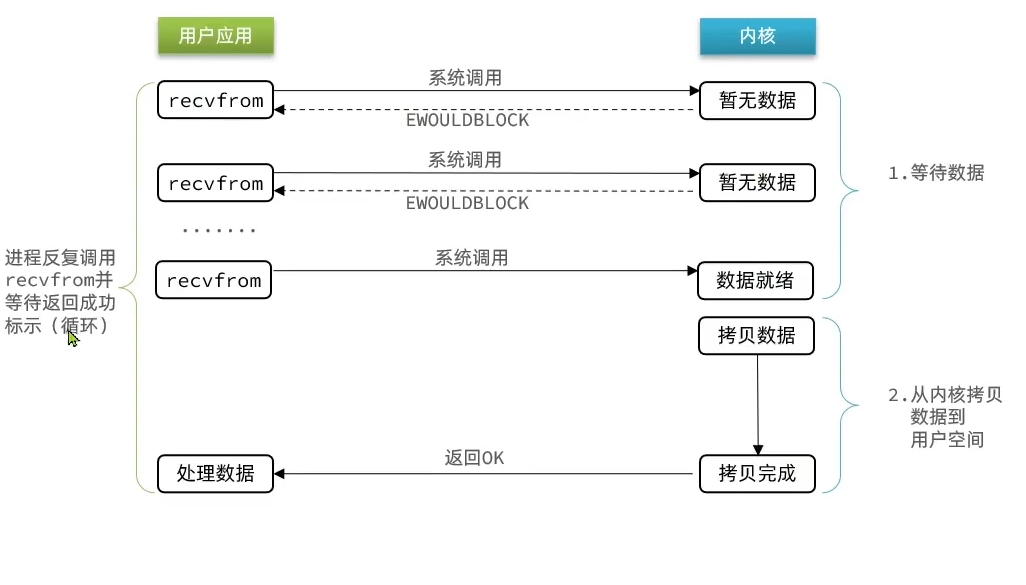 用户应用
内核
系统调用
recvfrom
暂无数据
EWOULDBLOCK
系统调用
recvfrom
暂无数据
EWOULDBLOCK
1.等待数据
.......
进程反复调用
recvfrom并
等待返回成功
标示（循环）
系统调用
recvfrom
数据就绪
拷贝数据
2.从内核拷贝
数据到
用户空间
返回OK
处理数据
拷贝完成